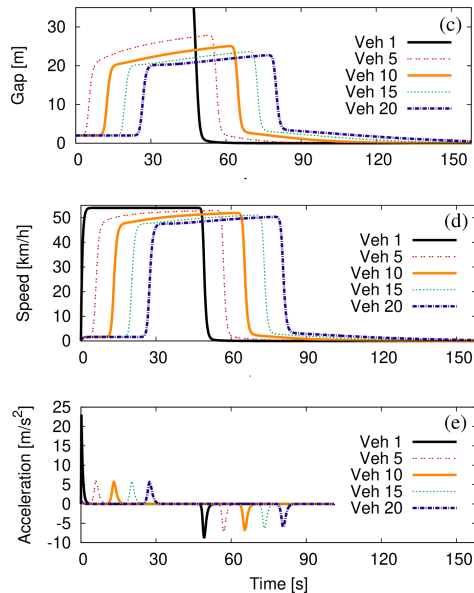 (c)
Gap [m]
30
20
10
0
Veh 1
Veh 5
Veh 10
Veh 15
Veh 20
0 30 60 90 120 150
(d)
Speed [km/h]
50
40
30
20
10
0
Veh 1
Veh 5
Veh 10
Veh 15
Veh 20
0 30 60 90 120 150
(e)
Acceleration [m/s²]
25
20
15
10
5
0
-5
-10
Veh 1
Veh 5
Veh 10
Veh 15
Veh 20
0 30 60 90 120 150
Time [s]